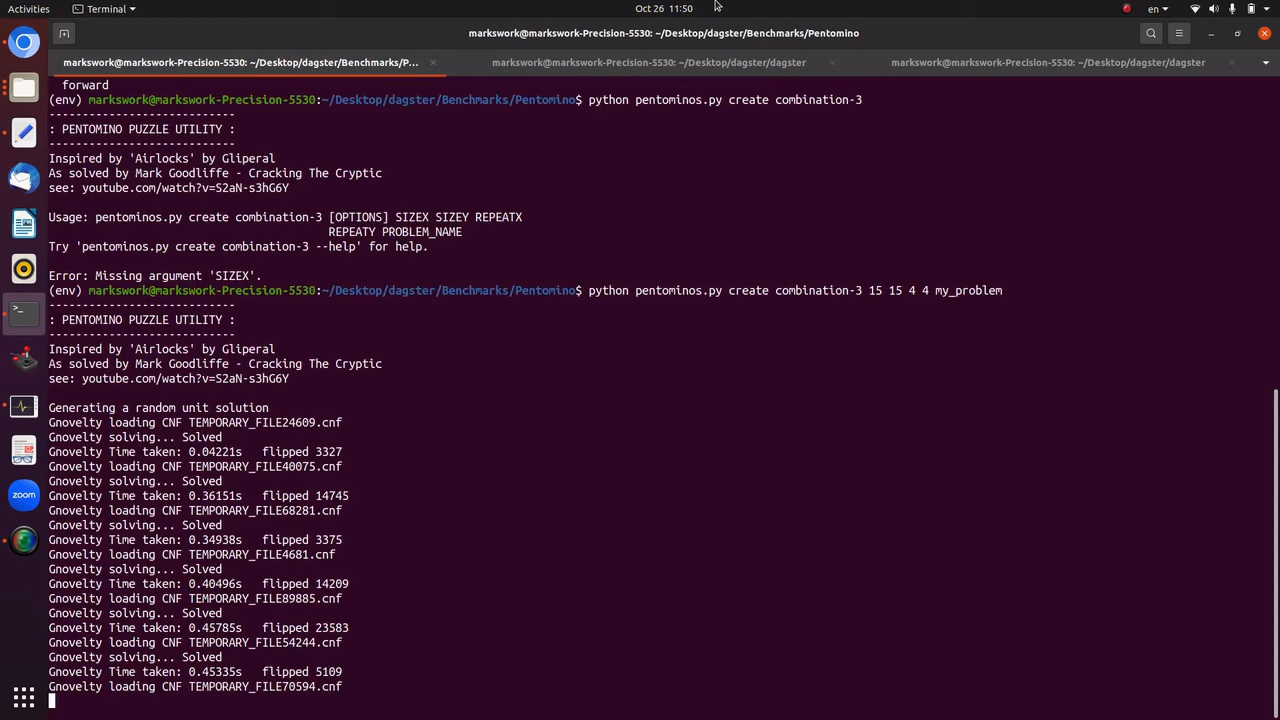 Activities
Terminal
Oct 26 11:50
en
markswork@markswork-Precision-5530: ~/Desktop/dagster/Benchmarks/Pentomino
markswork@markswork-Precision-5530: ~/Desktop/dagster/Benchmarks/P...
markswork@markswork-Precision-5530: ~/Desktop/dagster/dagster
markswork@markswork-Precision-5530: ~/Desktop/dagster/dagster
forward
(env) markswork@markswork-Precision-5530:~/Desktop/dagster/Benchmarks/Pentomino$ python pentominos.py create combination-3
----------------------------
: PENTOMINO PUZZLE UTILITY :
----------------------------
Inspired by 'Airlocks' by Gliperal
As solved by Mark Goodliffe - Cracking The Cryptic
see: youtube.com/watch?v=S2aN-s3hG6Y
Usage: pentominos.py create combination-3 [OPTIONS] SIZEX SIZEY REPEATX
REPEATY PROBLEM_NAME
Try 'pentominos.py create combination-3 --help' for help.
Error: Missing argument 'SIZEX'.
(env) markswork@markswork-Precision-5530:~/Desktop/dagster/Benchmarks/Pentomino$ python pentominos.py create combination-3 15 15 4 4 my_problem
----------------------------
: PENTOMINO PUZZLE UTILITY :
----------------------------
Inspired by 'Airlocks' by Gliperal
As solved by Mark Goodliffe - Cracking The Cryptic
see: youtube.com/watch?v=S2aN-s3hG6Y
Generating a random unit solution
Gnovelty loading CNF TEMPORARY_FILE24609.cnf
Gnovelty solving... Solved
Gnovelty Time taken: 0.04221s   flipped 3327
Gnovelty loading CNF TEMPORARY_FILE40075.cnf
Gnovelty solving... Solved
Gnovelty Time taken: 0.36151s   flipped 14745
Gnovelty loading CNF TEMPORARY_FILE68281.cnf
Gnovelty solving... Solved
Gnovelty Time taken: 0.34938s   flipped 3375
Gnovelty loading CNF TEMPORARY_FILE4681.cnf
Gnovelty solving... Solved
Gnovelty Time taken: 0.40496s   flipped 14209
Gnovelty loading CNF TEMPORARY_FILE89885.cnf
Gnovelty solving... Solved
Gnovelty Time taken: 0.45785s   flipped 23583
Gnovelty loading CNF TEMPORARY_FILE54244.cnf
Gnovelty solving... Solved
Gnovelty Time taken: 0.45335s   flipped 5109
Gnovelty loading CNF TEMPORARY_FILE70594.cnf
zoom